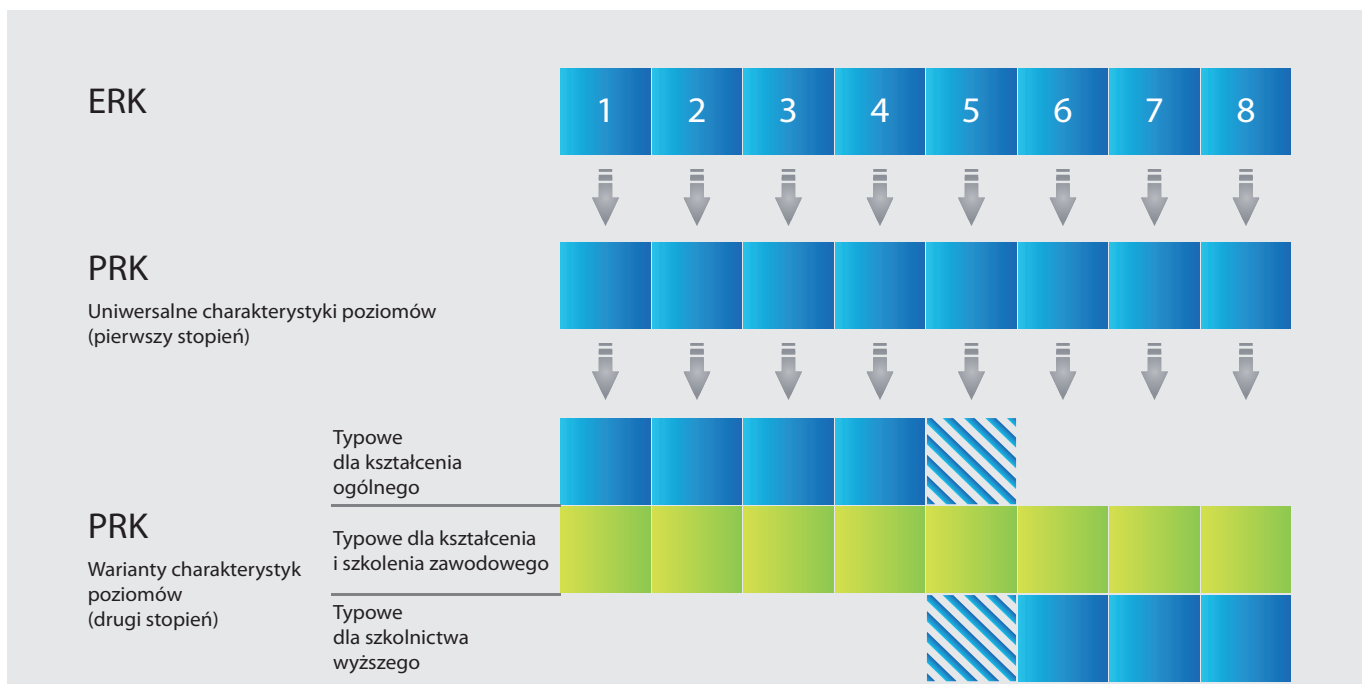 ERK
1 2 3 4 5 6 7 8
PRK
Uniwersalne charakterystyki poziomów
(pierwszy stopień)
PRK
Warianty charakterystyk
poziomów
(drugi stopień)
Typowe
dla kształcenia
ogólnego
Typowe dla kształcenia
i szkolenia zawodowego
Typowe
dla szkolnictwa
wyższego